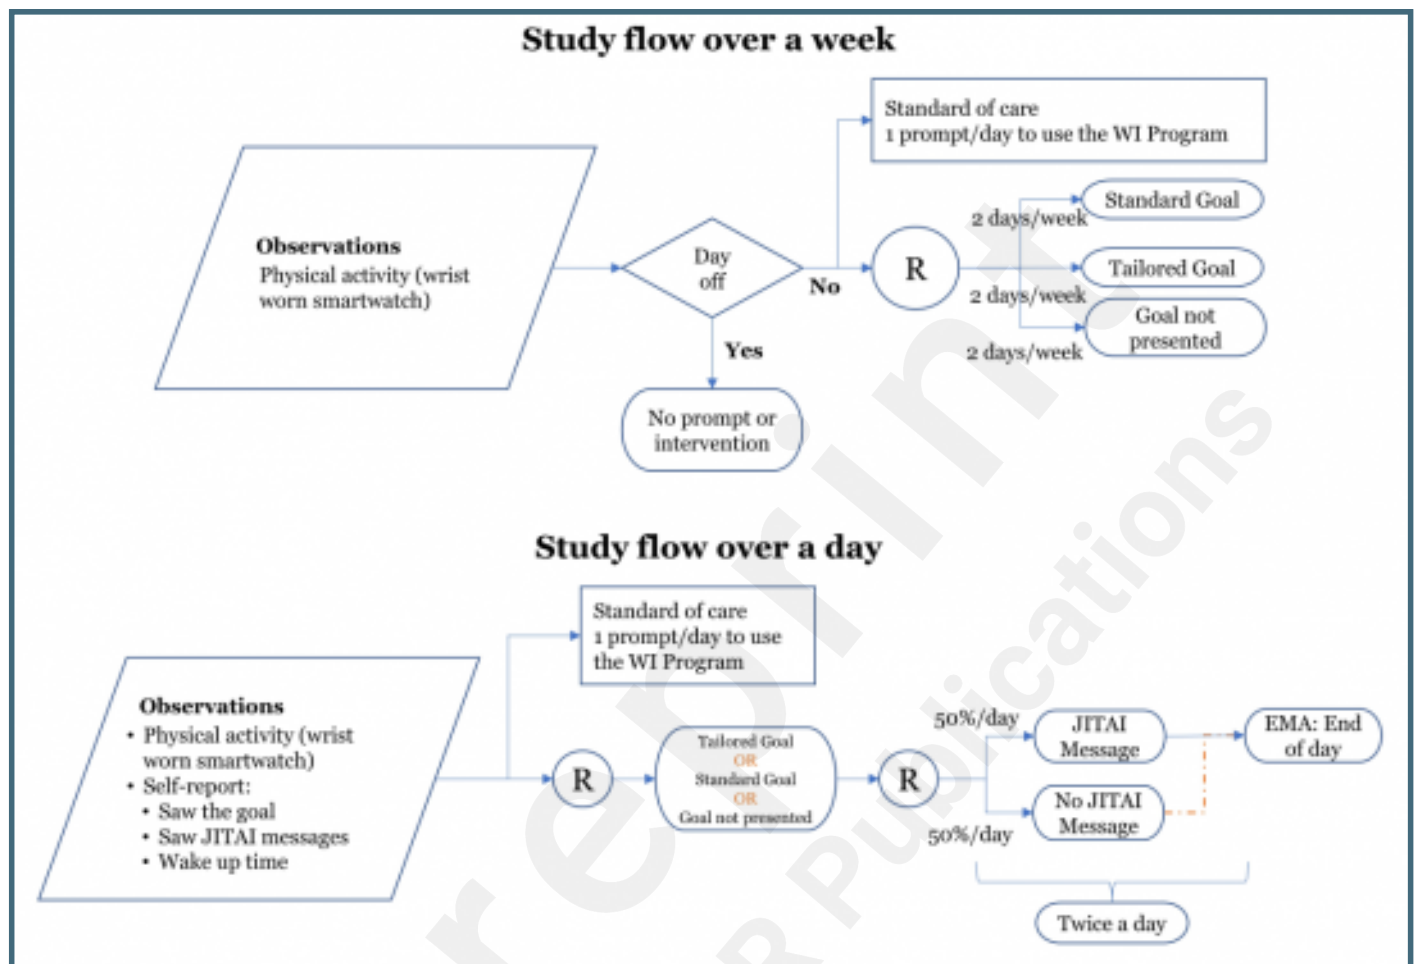 Study flow over a week
Standard of care
1 prompt/day to use the WI Program
Observations
Physical activity (wrist
worn smartwatch)
Day
off
No
Yes
No prompt or
intervention
R
2 days/week
Standard Goal
2 days/week
Tailored Goal
2 days/week
Goal not
presented
Study flow over a day
Standard of care
1 prompt/day to use
the WI Program
Observations
• Physical activity (wrist
worn smartwatch)
• Self-report:
• Saw the goal
• Saw JITAI messages
• Wake up time
R
Tailored Goal
OR
Standard Goal
OR
Goal not presented
R
50%/day
JITAI
Message
50%/day
No JITAI
Message
EMA: End
of day
Twice a day
reprint
R Publications